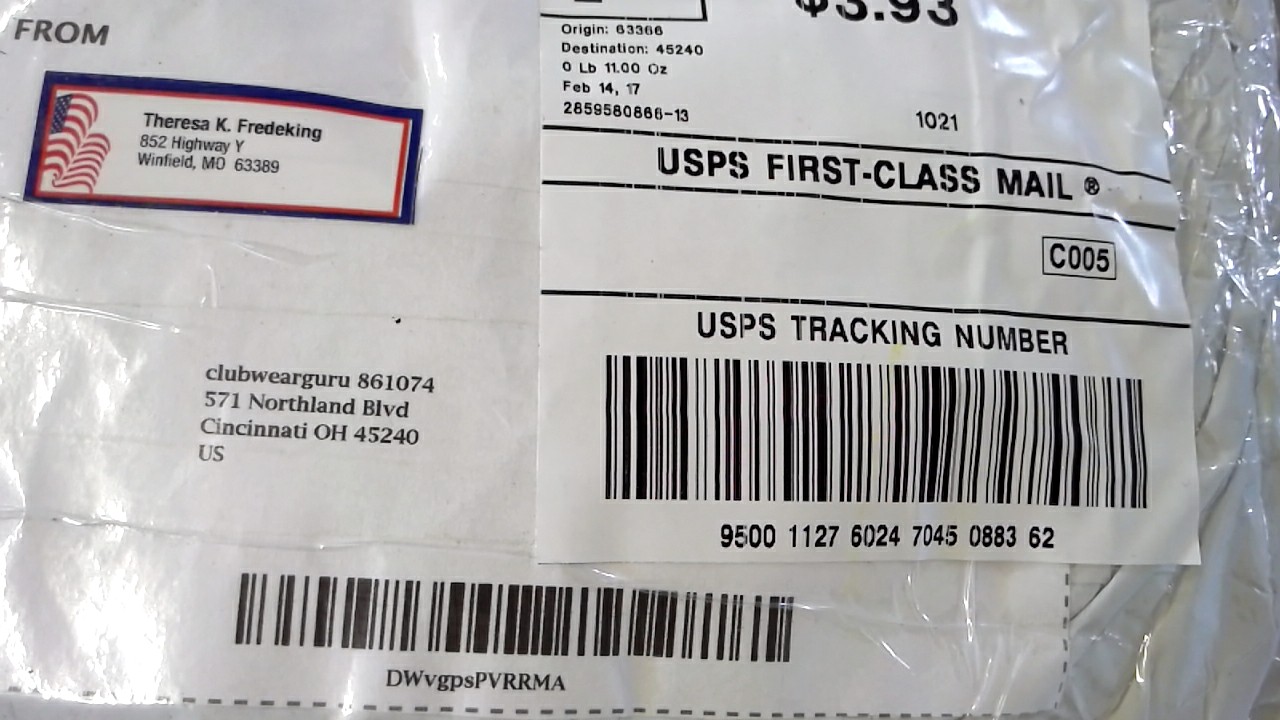 FROM
Theresa K. Fredeking
852 Highway Y
Winfield, MO 63389
clubwearguru 861074
571 Northland Blvd
Cincinnati OH 45240
US
DWvgpsPVRRMA
$3.93
Origin: 63366
Destination: 45240
0 Lb 11.00 Oz
Feb 14, 17
2859580866-13
1021
USPS FIRST-CLASS MAIL ®
C005
USPS TRACKING NUMBER
9500 1127 6024 7045 0883 62